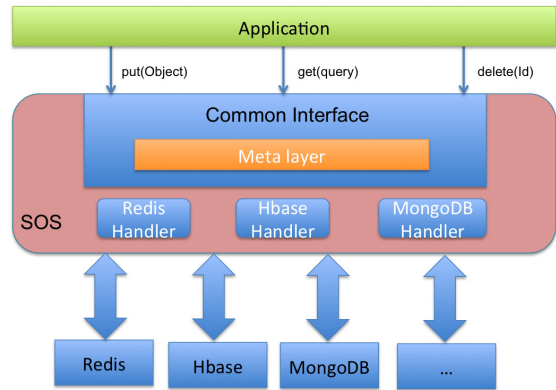 Application
put(Object)
get(query)
delete(Id)
Common Interface
Meta layer
SOS
Redis
Handler
Hbase
Handler
MongoDB
Handler
Redis
Hbase
MongoDB
...